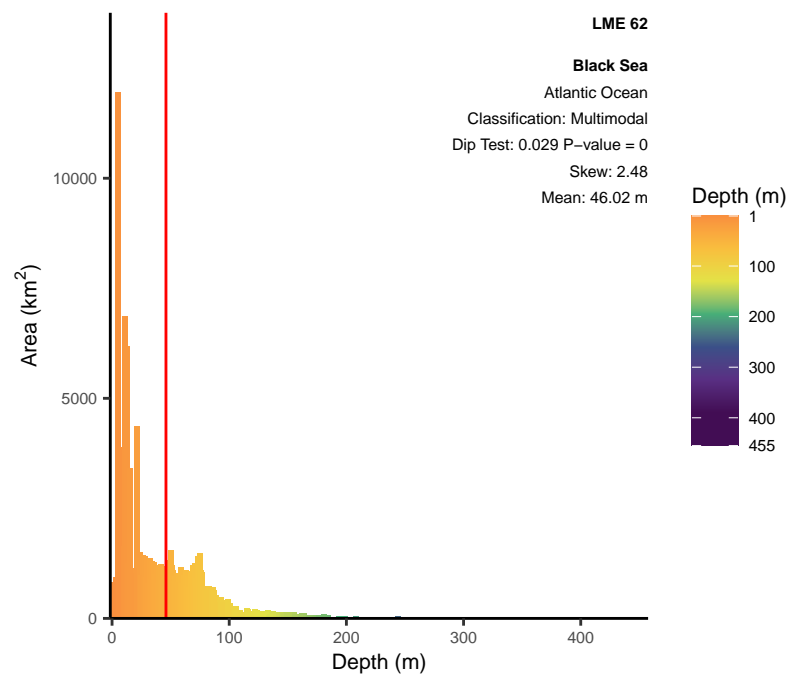 LME 62
Black Sea
Atlantic Ocean
Classification: Multimodal
Dip Test: 0.029 P−value = 0
Skew: 2.48
Mean: 46.02 m
Depth (m)
1
100
200
300
400
455
Area (km²)
10000
5000
0
0 100 200 300 400
Depth (m)